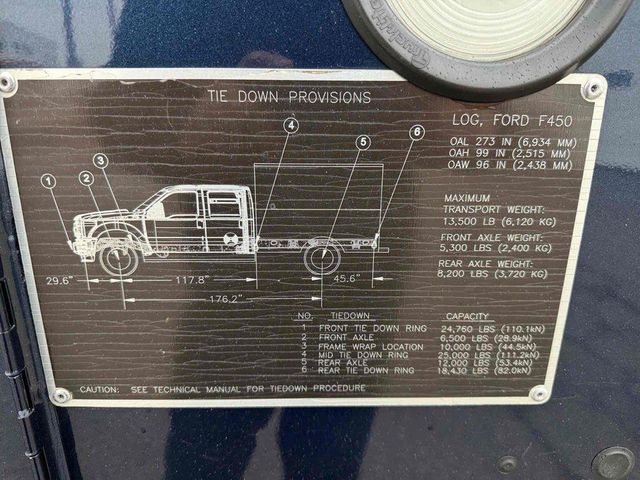 TIE DOWN PROVISIONS
LOG, FORD F450
OAL 273 IN (6,934 MM)
OAH 99 IN (2,515 MM)
OAW 96 IN (2,438 MM)
MAXIMUM
TRANSPORT WEIGHT:
13,500 LB (6,120 KG)
FRONT AXLE WEIGHT:
5,300 LBS (2,400 KG)
REAR AXLE WEIGHT:
8,200 LBS (3,720 KG)
1
2
3
4
5
6
29.6"
117.8"
45.6"
176.2"
NO. TIEDOWN CAPACITY
1 FRONT TIE DOWN RING 24,760 LBS (110.1kN)
2 FRONT AXLE 6,500 LBS (28.9kN)
3 FRAME WRAP LOCATION 10,000 LBS (44.5kN)
4 MID TIE DOWN RING 25,000 LBS (111.2kN)
5 REAR AXLE 12,000 LBS (53.4kN)
6 REAR TIE DOWN RING 18,430 LBS (82.0kN)
CAUTION: SEE TECHNICAL MANUAL FOR TIEDOWN PROCEDURE